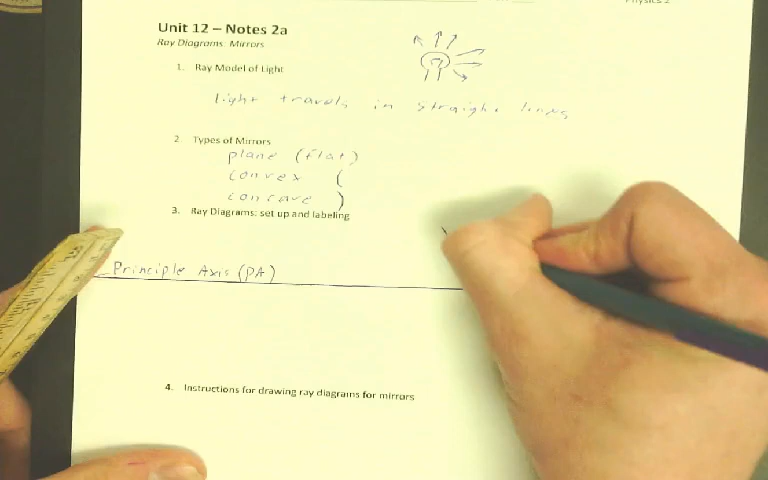 Physics 2
Unit 12 – Notes 2a
Ray Diagrams: Mirrors
1. Ray Model of Light
Light travels in straight lines
2 Types of Mirrors
plane (flat)
convex (
concave )
3. Ray Diagrams: set up and labeling
Principle Axis (PA)
4. Instructions for drawing ray diagrams for mirrors